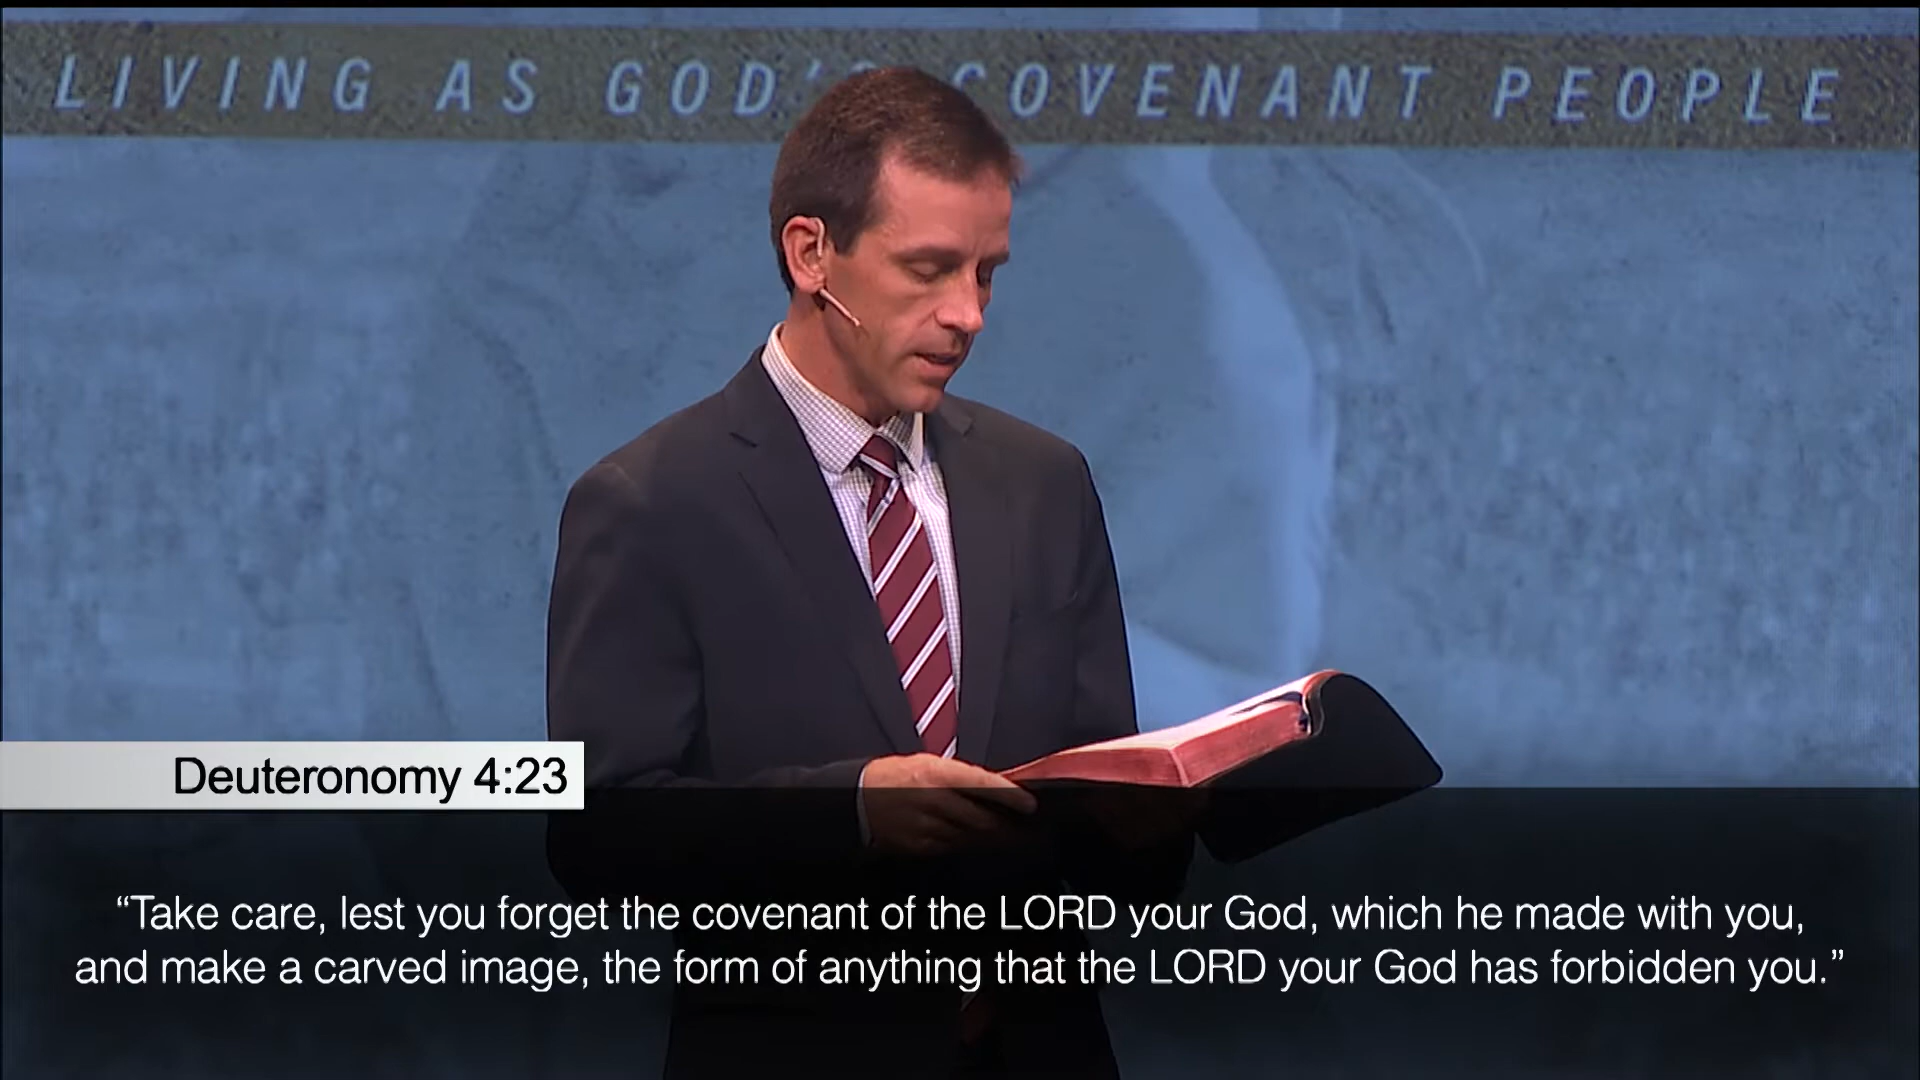 LIVING AS GOD'S COVENANT PEOPLE
Deuteronomy 4:23
“Take care, lest you forget the covenant of the LORD your God, which he made with you,
and make a carved image, the form of anything that the LORD your God has forbidden you.”